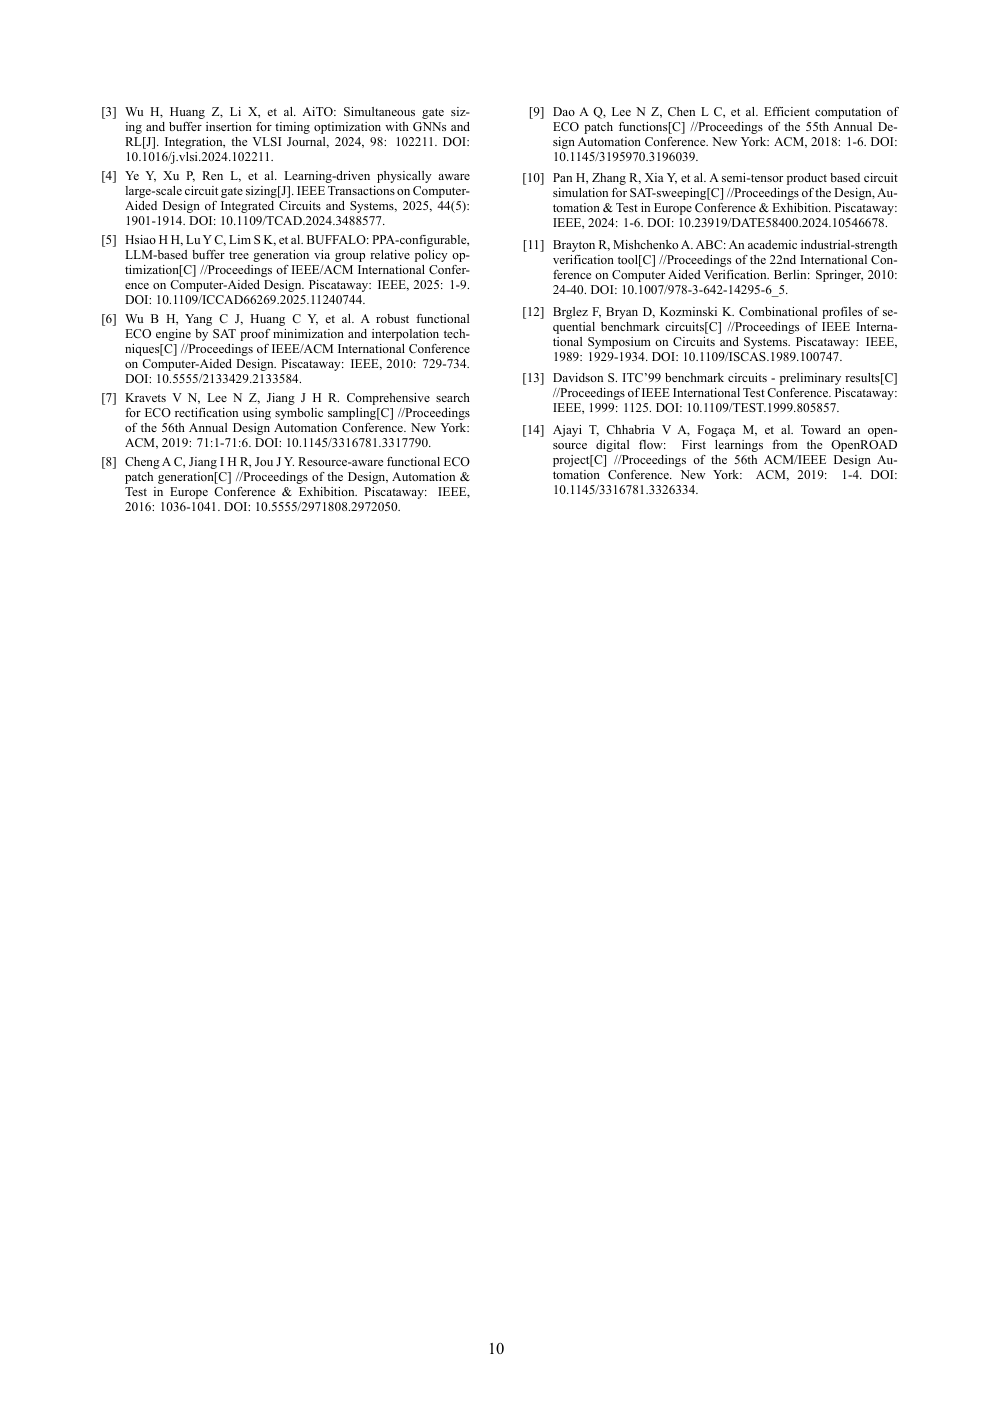 [3] Wu H, Huang Z, Li X, et al. AiTO: Simultaneous gate siz-
ing and buffer insertion for timing optimization with GNNs and
RL[J]. Integration, the VLSI Journal, 2024, 98: 102211. DOI:
10.1016/j.vlsi.2024.102211.
[4] Ye Y, Xu P, Ren L, et al. Learning-driven physically aware
large-scale circuit gate sizing[J]. IEEE Transactions on Computer-
Aided Design of Integrated Circuits and Systems, 2025, 44(5):
1901-1914. DOI: 10.1109/TCAD.2024.3488577.
[5] Hsiao H H, Lu Y C, Lim S K, et al. BUFFALO: PPA-configurable,
LLM-based buffer tree generation via group relative policy op-
timization[C] //Proceedings of IEEE/ACM International Confer-
ence on Computer-Aided Design. Piscataway: IEEE, 2025: 1-9.
DOI: 10.1109/ICCAD66269.2025.11240744.
[6] Wu B H, Yang C J, Huang C Y, et al. A robust functional
ECO engine by SAT proof minimization and interpolation tech-
niques[C] //Proceedings of IEEE/ACM International Conference
on Computer-Aided Design. Piscataway: IEEE, 2010: 729-734.
DOI: 10.5555/2133429.2133584.
[7] Kravets V N, Lee N Z, Jiang J H R. Comprehensive search
for ECO rectification using symbolic sampling[C] //Proceedings
of the 56th Annual Design Automation Conference. New York:
ACM, 2019: 71:1-71:6. DOI: 10.1145/3316781.3317790.
[8] Cheng A C, Jiang I H R, Jou J Y. Resource-aware functional ECO
patch generation[C] //Proceedings of the Design, Automation &
Test in Europe Conference & Exhibition. Piscataway: IEEE,
2016: 1036-1041. DOI: 10.5555/2971808.2972050.
[9] Dao A Q, Lee N Z, Chen L C, et al. Efficient computation of
ECO patch functions[C] //Proceedings of the 55th Annual De-
sign Automation Conference. New York: ACM, 2018: 1-6. DOI:
10.1145/3195970.3196039.
[10] Pan H, Zhang R, Xia Y, et al. A semi-tensor product based circuit
simulation for SAT-sweeping[C] //Proceedings of the Design, Au-
tomation & Test in Europe Conference & Exhibition. Piscataway:
IEEE, 2024: 1-6. DOI: 10.23919/DATE58400.2024.10546678.
[11] Brayton R, Mishchenko A. ABC: An academic industrial-strength
verification tool[C] //Proceedings of the 22nd International Con-
ference on Computer Aided Verification. Berlin: Springer, 2010:
24-40. DOI: 10.1007/978-3-642-14295-6_5.
[12] Brglez F, Bryan D, Kozminski K. Combinational profiles of se-
quential benchmark circuits[C] //Proceedings of IEEE Interna-
tional Symposium on Circuits and Systems. Piscataway: IEEE,
1989: 1929-1934. DOI: 10.1109/ISCAS.1989.100747.
[13] Davidson S. ITC’99 benchmark circuits - preliminary results[C]
//Proceedings of IEEE International Test Conference. Piscataway:
IEEE, 1999: 1125. DOI: 10.1109/TEST.1999.805857.
[14] Ajayi T, Chhabria V A, Fogaça M, et al. Toward an open-
source digital flow: First learnings from the OpenROAD
project[C] //Proceedings of the 56th ACM/IEEE Design Au-
tomation Conference. New York: ACM, 2019: 1-4. DOI:
10.1145/3316781.3326334.
10